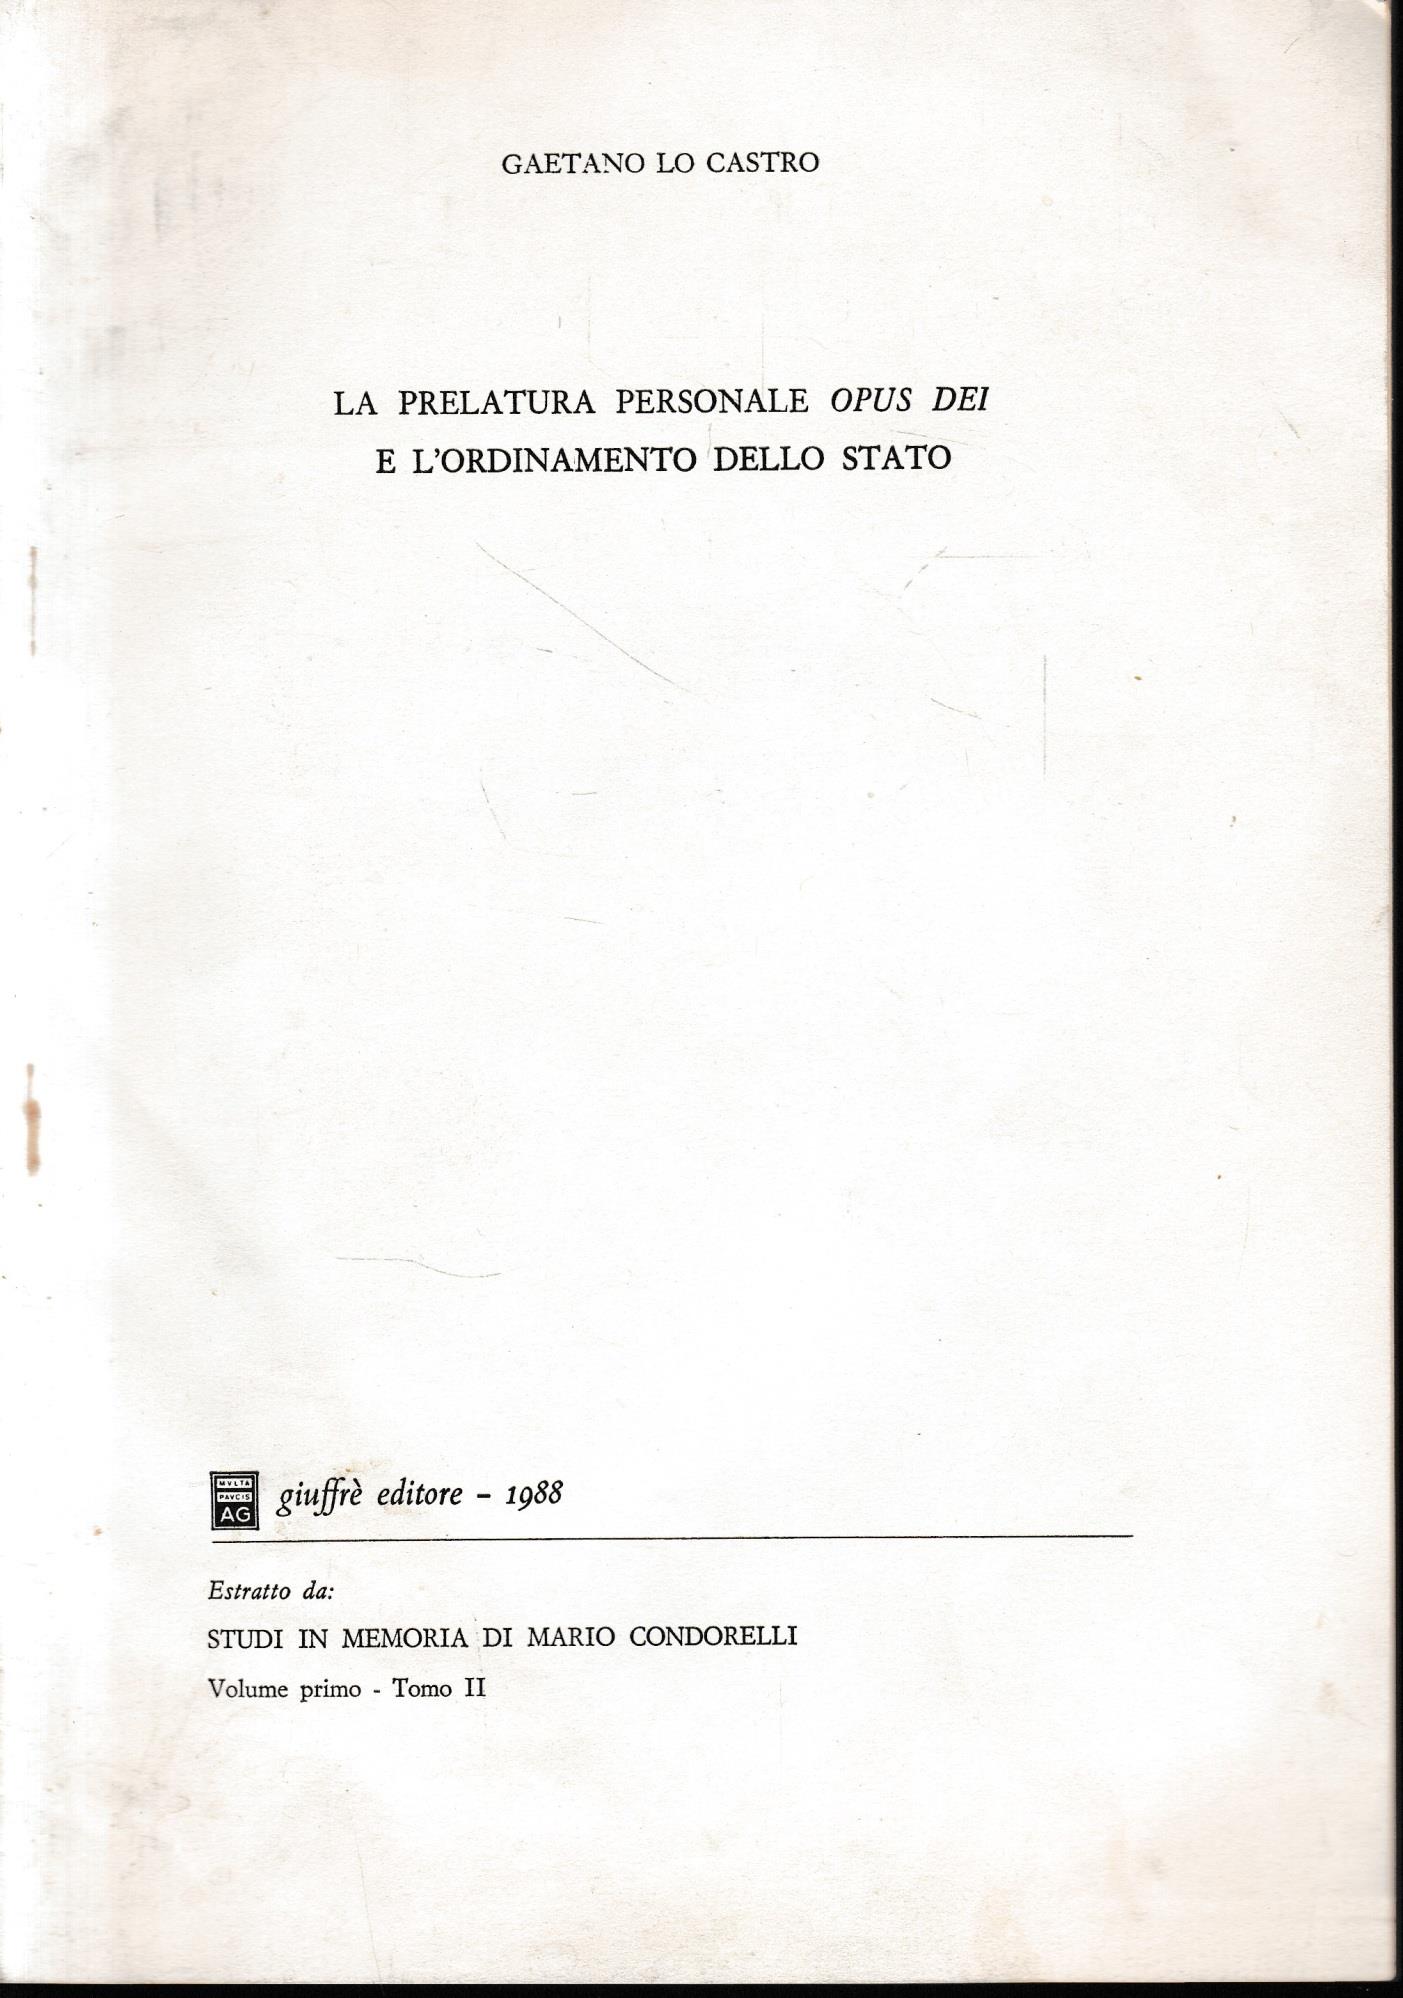 GAETANO LO CASTRO
LA PRELATURA PERSONALE OPUS DEI
E L'ORDINAMENTO DELLO STATO
MVLTA
PAVCIS
AG
giuffrè editore – 1988
Estratto da:
STUDI IN MEMORIA DI MARIO CONDORELLI
Volume primo - Tomo II